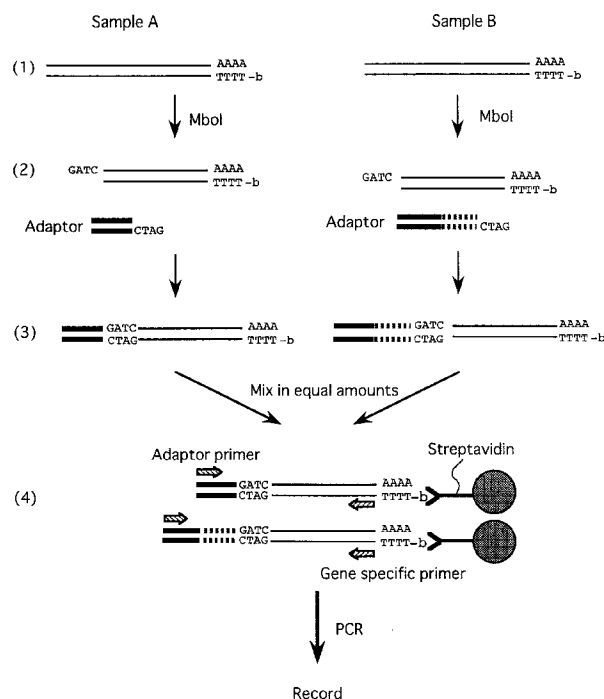 Sample A
Sample B
(1)
AAAA
TTTT-b
AAAA
TTTT-b
MboI
MboI
(2)
GATC
AAAA
TTTT-b
GATC
AAAA
TTTT-b
Adaptor
CTAG
Adaptor
CTAG
(3)
GATC
AAAA
CTAG
TTTT-b
GATC
AAAA
CTAG
TTTT-b
Mix in equal amounts
Adaptor primer
Streptavidin
(4)
GATC
AAAA
CTAG
TTTT-b
GATC
AAAA
CTAG
TTTT-b
Gene specific primer
PCR
Record